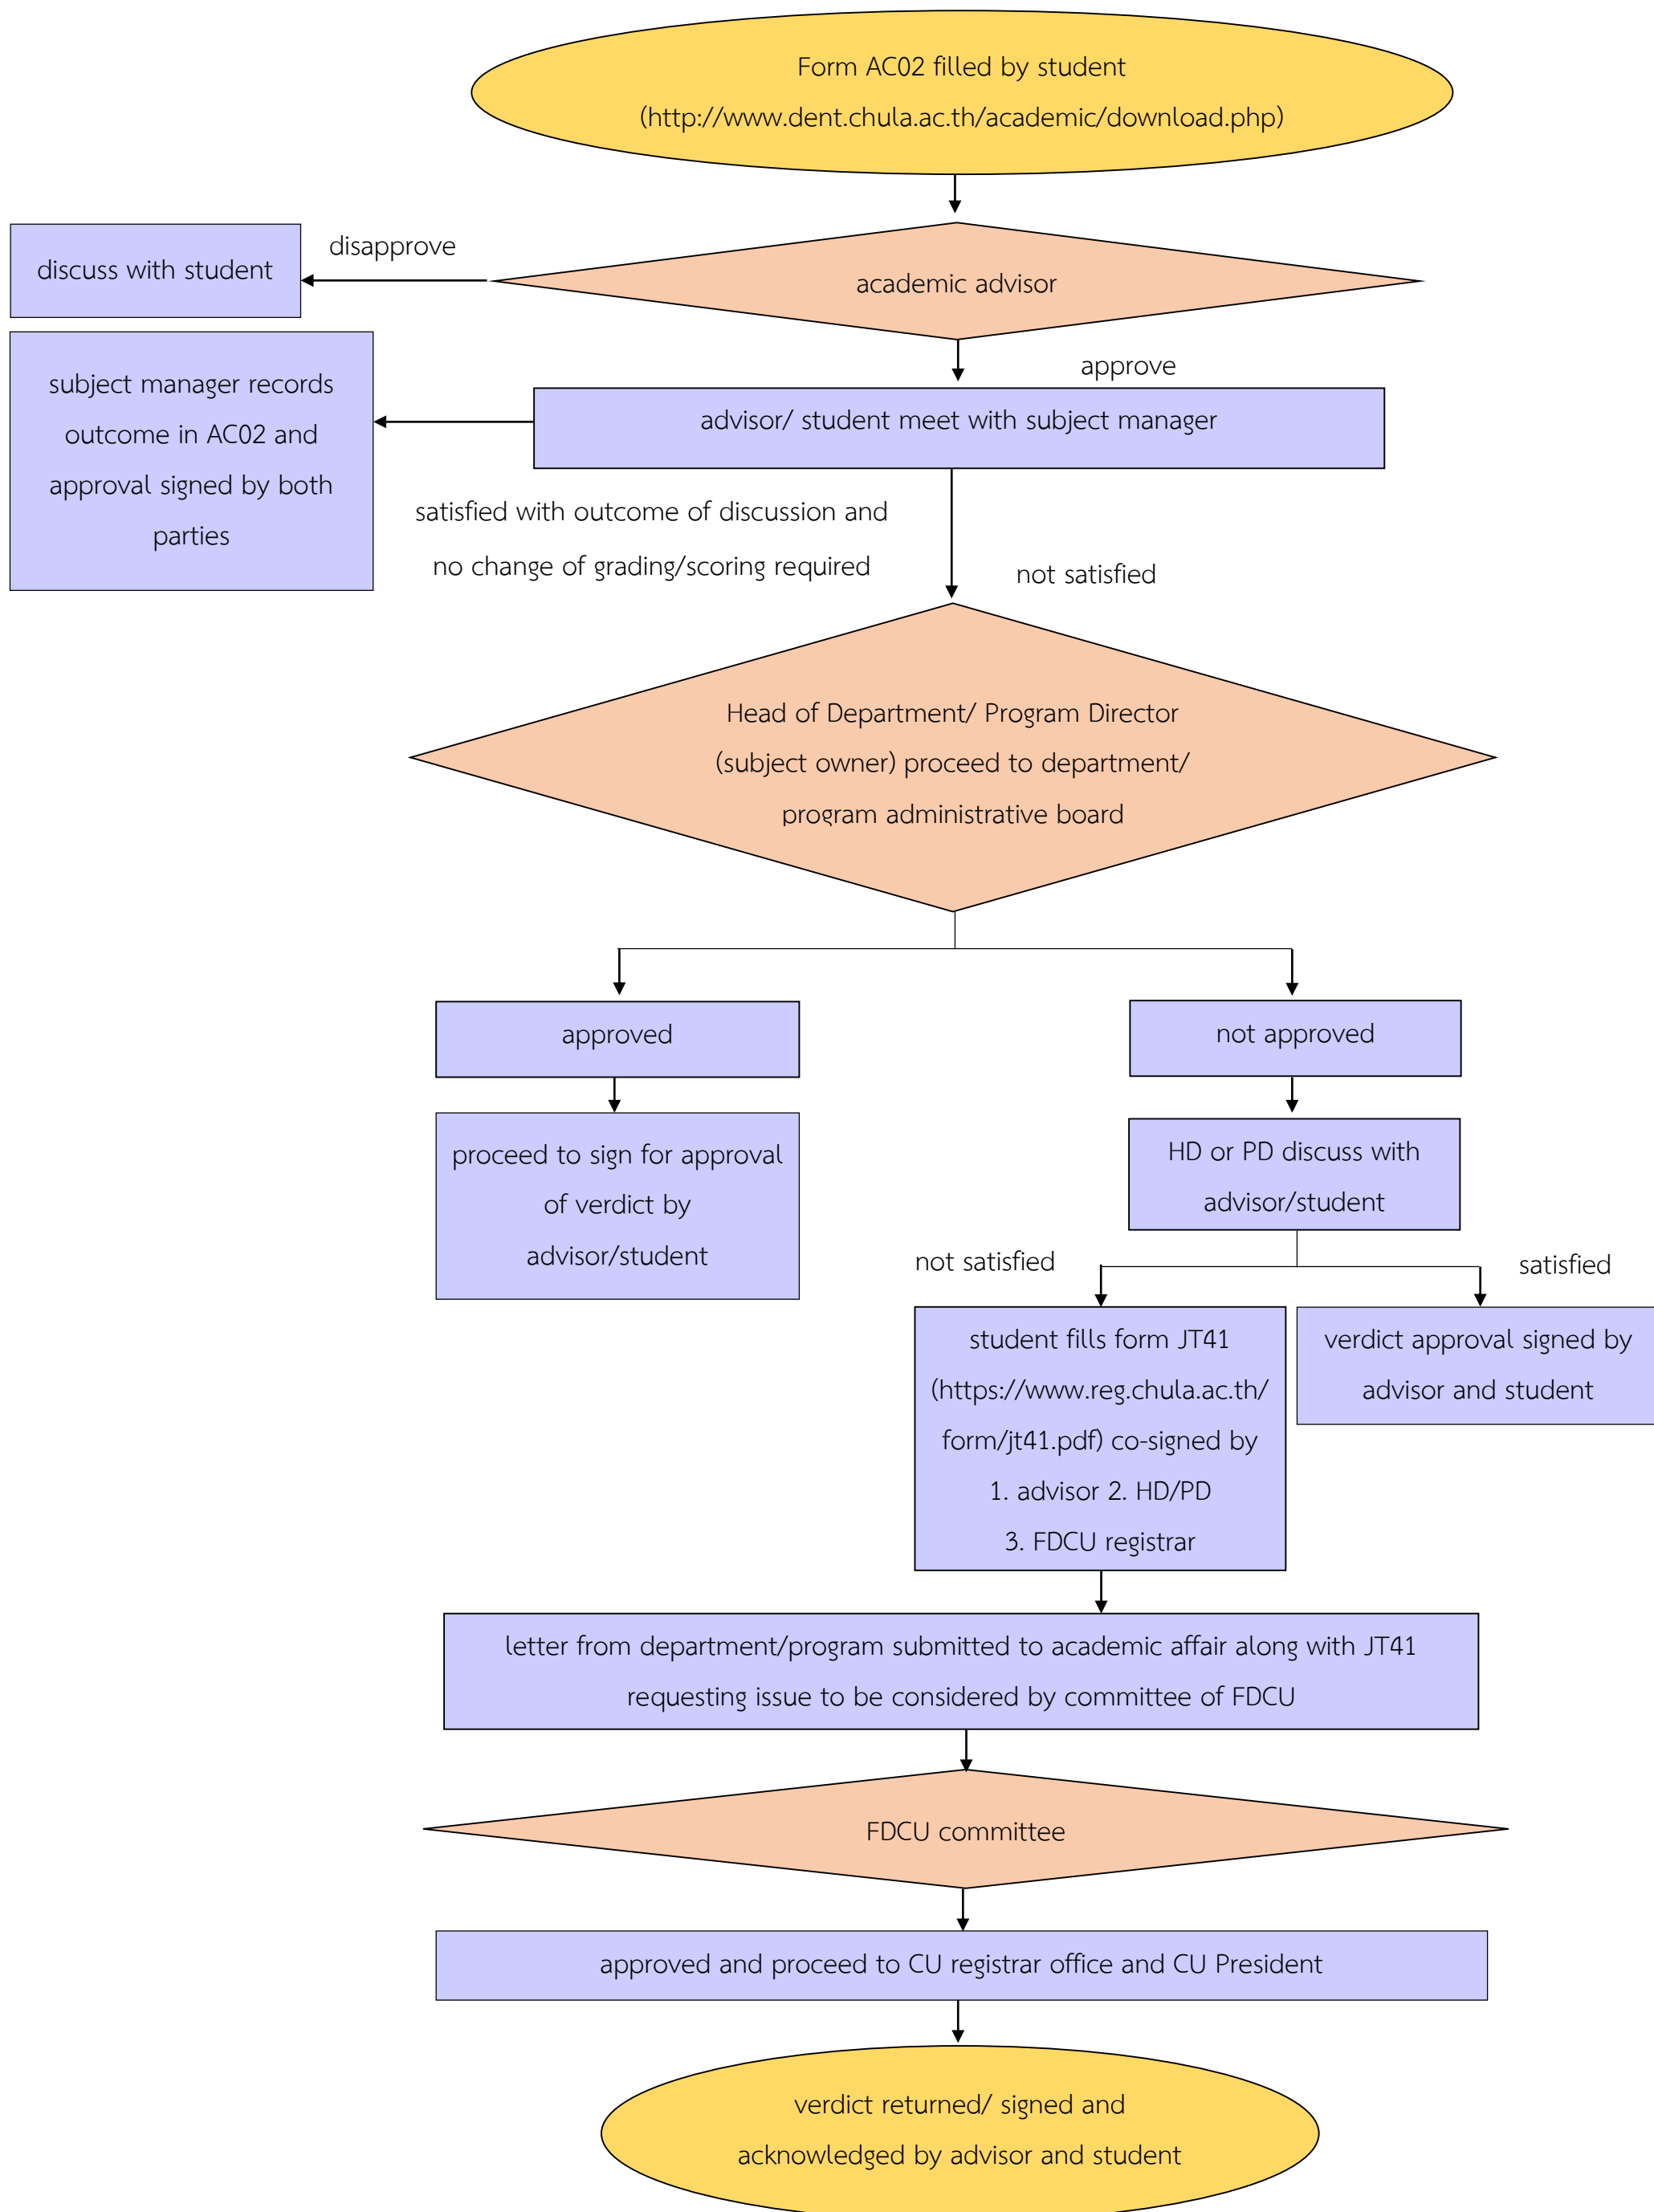 Form AC02 filled by student
(http://www.dent.chula.ac.th/academic/download.php)
disapprove
discuss with student
academic advisor
approve
subject manager records
outcome in AC02 and
approval signed by both
parties
advisor/ student meet with subject manager
satisfied with outcome of discussion and
no change of grading/scoring required
not satisfied
Head of Department/ Program Director
(subject owner) proceed to department/
program administrative board
approved
not approved
proceed to sign for approval
of verdict by
advisor/student
HD or PD discuss with
advisor/student
not satisfied
satisfied
student fills form JT41
(https://www.reg.chula.ac.th/
form/jt41.pdf) co-signed by
1. advisor 2. HD/PD
3. FDCU registrar
verdict approval signed by
advisor and student
letter from department/program submitted to academic affair along with JT41
requesting issue to be considered by committee of FDCU
FDCU committee
approved and proceed to CU registrar office and CU President
verdict returned/ signed and
acknowledged by advisor and student